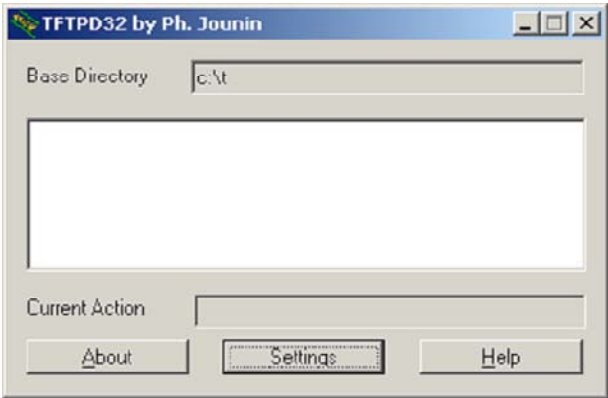 TFTPD32 by Ph. Jounin
Base Directory c:\t
Current Action
About Settings Help